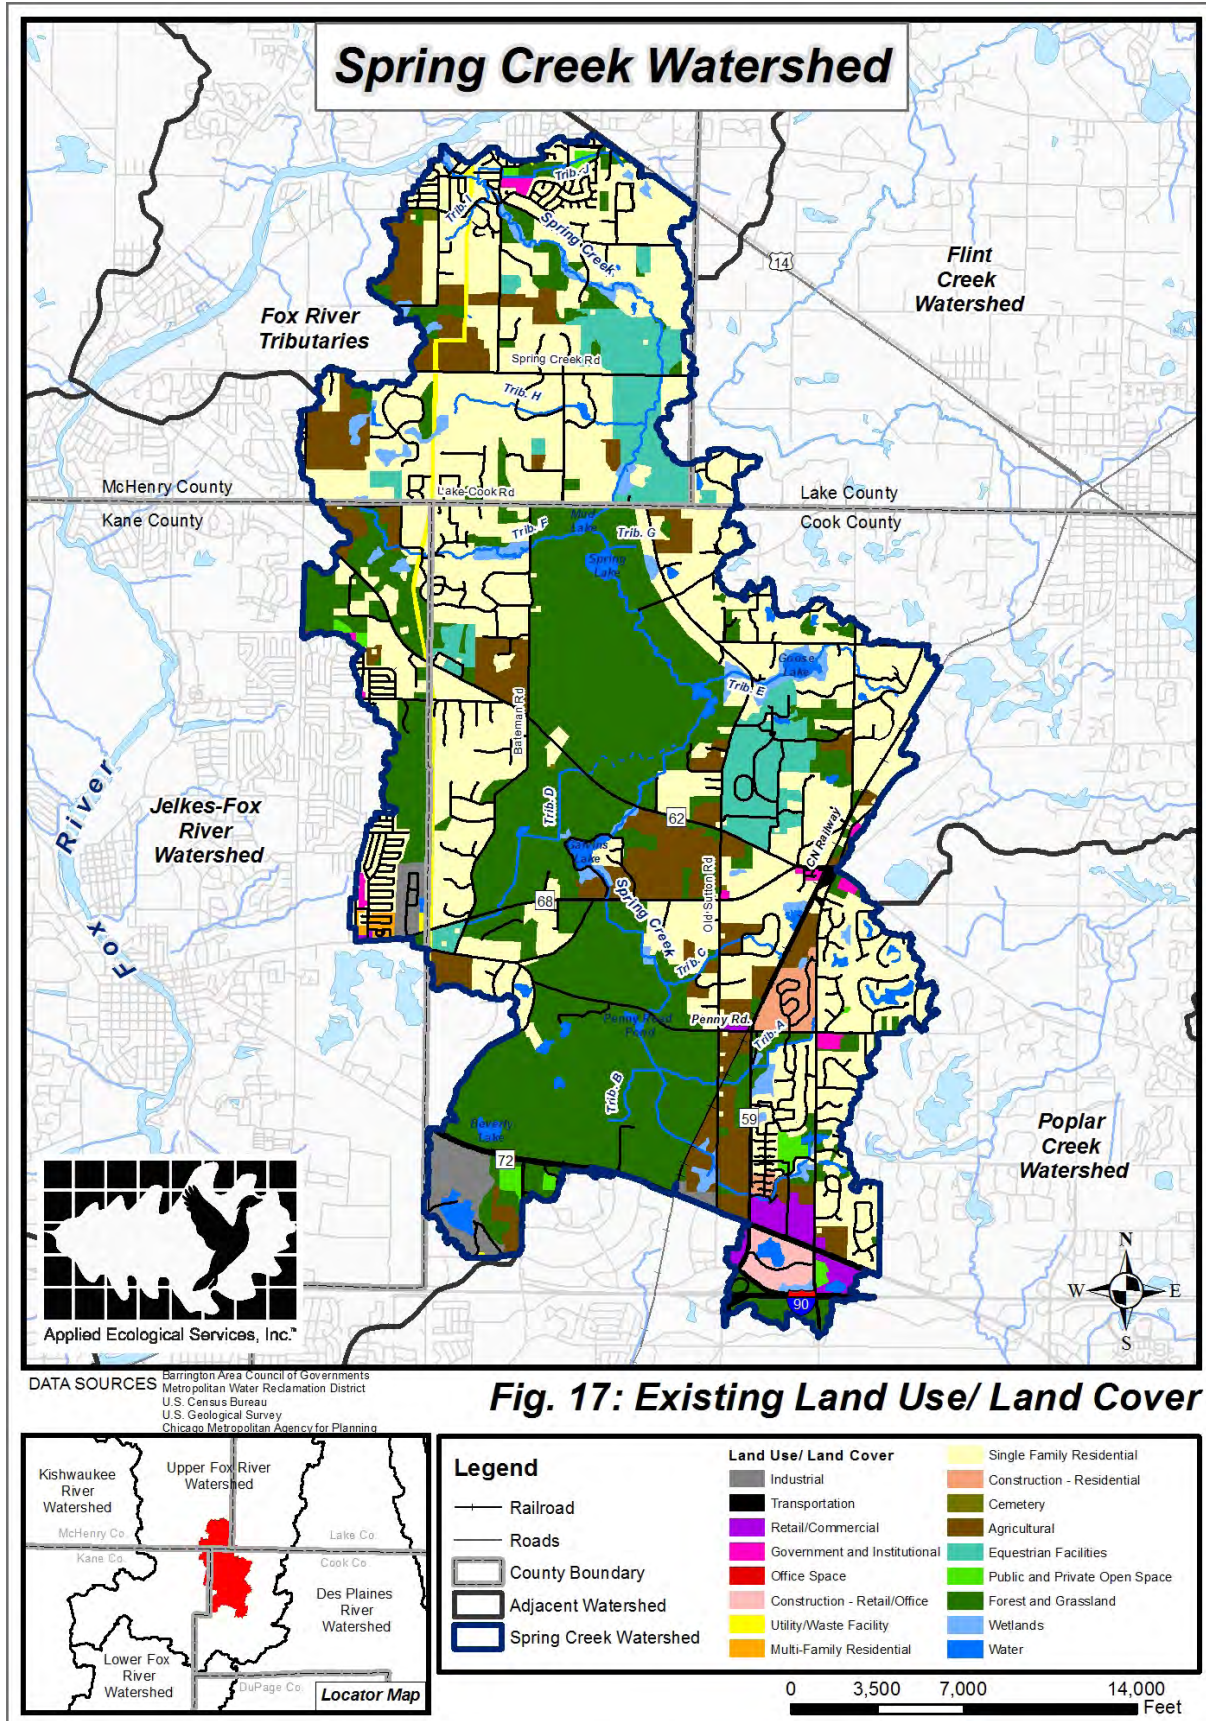 Spring Creek Watershed
Trib. J
Trib. I
Spring Creek
14
Flint
Creek
Watershed
Fox River
Tributaries
Spring Creek Rd
Trib. H
McHenry County
Lake-Cook Rd
Lake County
Kane County
Cook County
Mud
Lake
Trib. F
Trib. G
Spring
Lake
Goose
Lake
Trib. E
Bateman Rd
Fox River
Jelkes-Fox
River
Watershed
Trib. D
62
CN Railway
Lake
Old Sutton Rd
68
Spring Creek
Trib. C
Penny Road
Pond
Penny Rd.
Trib. A
Trib. B
59
Beverly
Lake
72
Poplar
Creek
Watershed
90
N
W
E
S
Applied Ecological Services, Inc.™
DATA SOURCES
Barrington Area Council of Governments
Metropolitan Water Reclamation District
U.S. Census Bureau
U.S. Geological Survey
Chicago Metropolitan Agency for Planning
Fig. 17: Existing Land Use/ Land Cover
Kishwaukee
River
Watershed
Upper Fox River
Watershed
McHenry Co.
Lake Co.
Kane Co.
Cook Co.
Des Plaines
River
Watershed
Lower Fox
River
Watershed
DuPage Co.
Locator Map
Legend
Railroad
Roads
County Boundary
Adjacent Watershed
Spring Creek Watershed
Land Use/ Land Cover
Industrial
Transportation
Retail/Commercial
Government and Institutional
Office Space
Construction - Retail/Office
Utility/Waste Facility
Multi-Family Residential
Single Family Residential
Construction - Residential
Cemetery
Agricultural
Equestrian Facilities
Public and Private Open Space
Forest and Grassland
Wetlands
Water
0 3,500 7,000 14,000
Feet